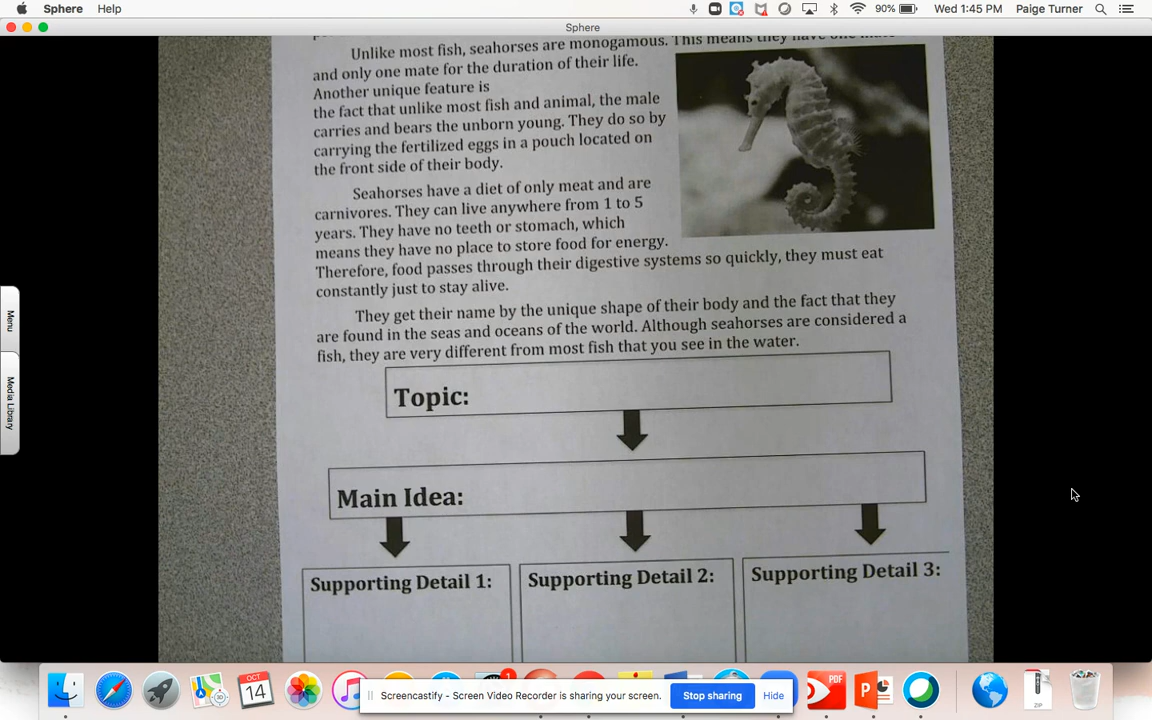 Sphere
Help
90%
Wed 1:45 PM
Paige Turner
Sphere
Unlike most fish, seahorses are monogamous. This means they have one mate
and only one mate for the duration of their life.
Another unique feature is
the fact that unlike most fish and animal, the male
carries and bears the unborn young. They do so by
carrying the fertilized eggs in a pouch located on
the front side of their body.
Seahorses have a diet of only meat and are
carnivores. They can live anywhere from 1 to 5
years. They have no teeth or stomach, which
means they have no place to store food for energy.
Therefore, food passes through their digestive systems so quickly, they must eat
constantly just to stay alive.
They get their name by the unique shape of their body and the fact that they
are found in the seas and oceans of the world. Although seahorses are considered a
fish, they are very different from most fish that you see in the water.
Menu
Media Library
Topic:
Main Idea:
Supporting Detail 1:
Supporting Detail 2:
Supporting Detail 3:
OCT
14
3D
1
PDF
P
ZIP
Screencastify - Screen Video Recorder is sharing your screen.
Stop sharing
Hide